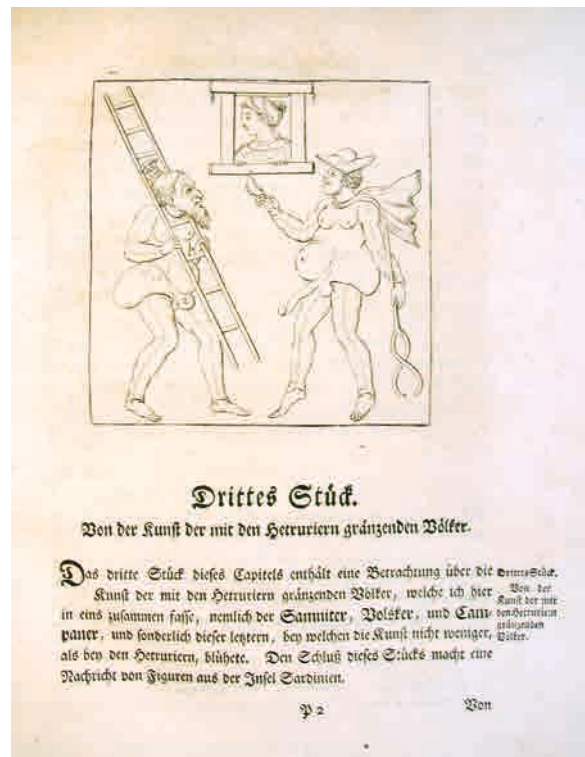 Drittes Stück.
Von der Kunst der mit den Hetruriern gränzenden Völker.
Das dritte Stück dieses Capitels enthält eine Betrachtung über die
Kunst der mit den Hetruriern gränzenden Völker, welche ich hier
in eins zusammen fasse, nemlich der Samniter, Volsker, und Cam-
paner, und sonderlich dieser letztern, bey welchen die Kunst nicht weniger,
als bey den Hetruriern, blühete. Den Schluß dieses Stücks macht eine
Nachricht von Figuren aus der Insel Sardinien.
Drittes Stück.
Von der
Kunst der mit
den Hetruriern
gränzenden
Völker.
P 2
Von